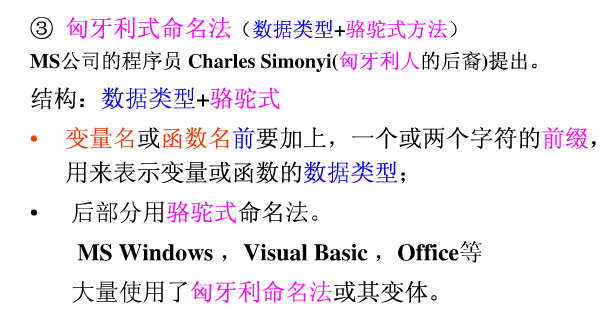 ③ 匈牙利式命名法（数据类型+骆驼式方法）
MS公司的程序员 Charles Simonyi(匈牙利人的后裔)提出。
结构：数据类型+骆驼式
• 变量名或函数名前要加上，一个或两个字符的前缀，
用来表示变量或函数的数据类型；
• 后部分用骆驼式命名法。
MS Windows ，Visual Basic ，Office等
大量使用了匈牙利命名法或其变体。